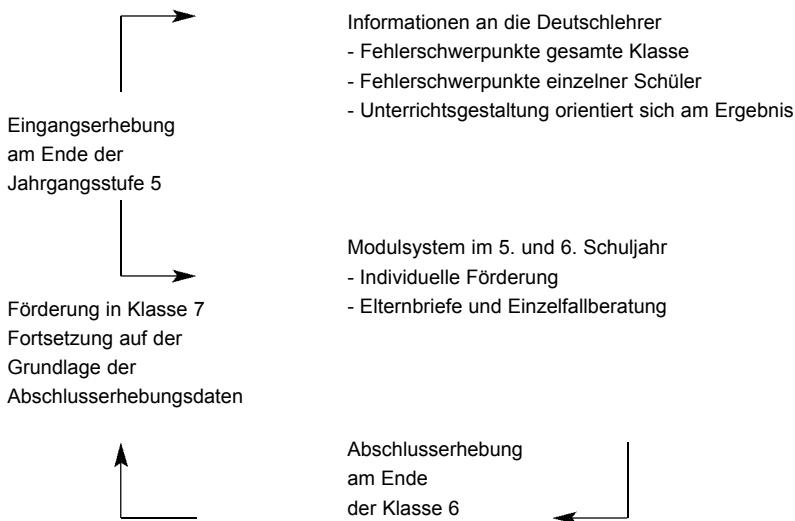 Informationen an die Deutschlehrer
- Fehlerschwerpunkte gesamte Klasse
- Fehlerschwerpunkte einzelner Schüler
- Unterrichtsgestaltung orientiert sich am Ergebnis
Eingangserhebung
am Ende der
Jahrgangsstufe 5
Modulsystem im 5. und 6. Schuljahr
- Individuelle Förderung
- Elternbriefe und Einzelfallberatung
Förderung in Klasse 7
Fortsetzung auf der
Grundlage der
Abschlusserhebungsdaten
Abschlusserhebung
am Ende
der Klasse 6